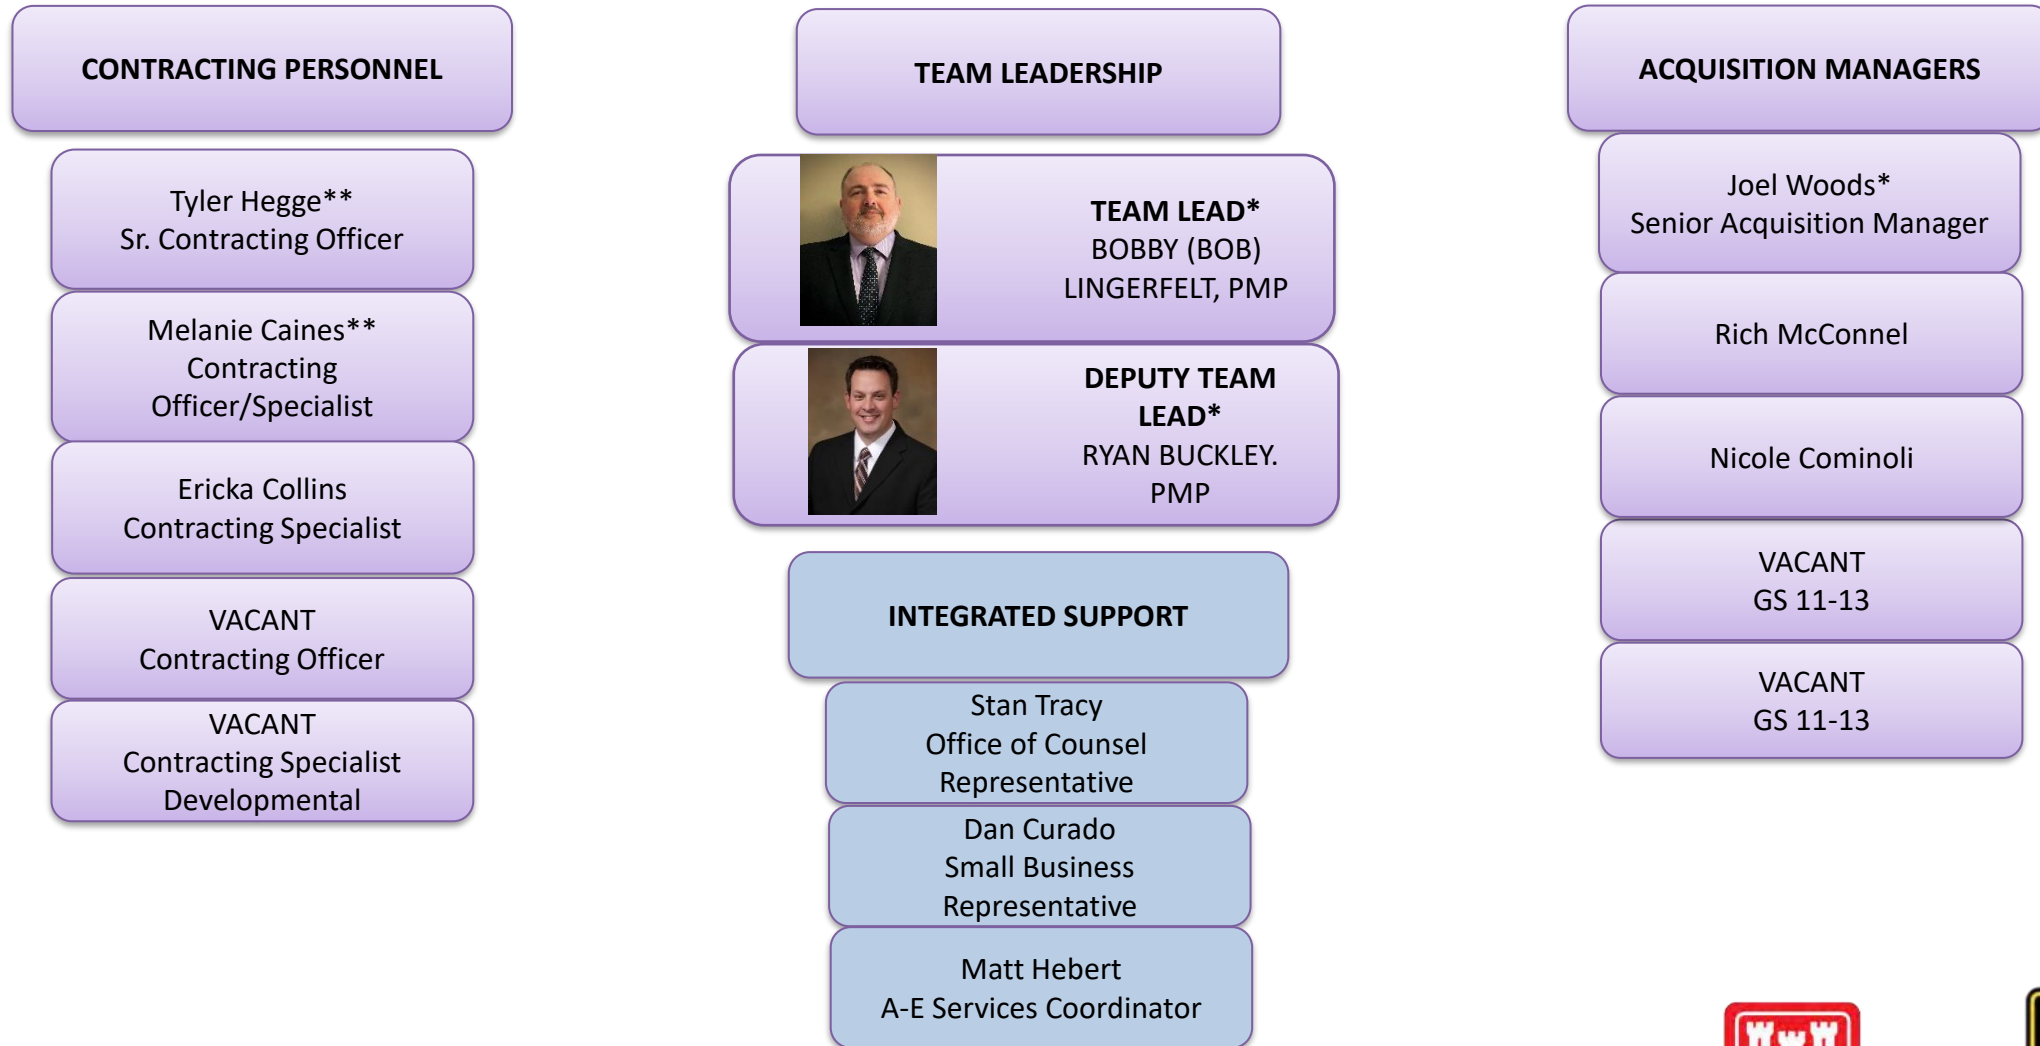 CONTRACTING PERSONNEL
Tyler Hegge**
Sr. Contracting Officer
Melanie Caines**
Contracting
Officer/Specialist
Ericka Collins
Contracting Specialist
VACANT
Contracting Officer
VACANT
Contracting Specialist
Developmental
TEAM LEADERSHIP
TEAM LEAD*
BOBBY (BOB)
LINGERFELT, PMP
DEPUTY TEAM
LEAD*
RYAN BUCKLEY.
PMP
INTEGRATED SUPPORT
Stan Tracy
Office of Counsel
Representative
Dan Curado
Small Business
Representative
Matt Hebert
A-E Services Coordinator
ACQUISITION MANAGERS
Joel Woods*
Senior Acquisition Manager
Rich McConnel
Nicole Cominoli
VACANT
GS 11-13
VACANT
GS 11-13